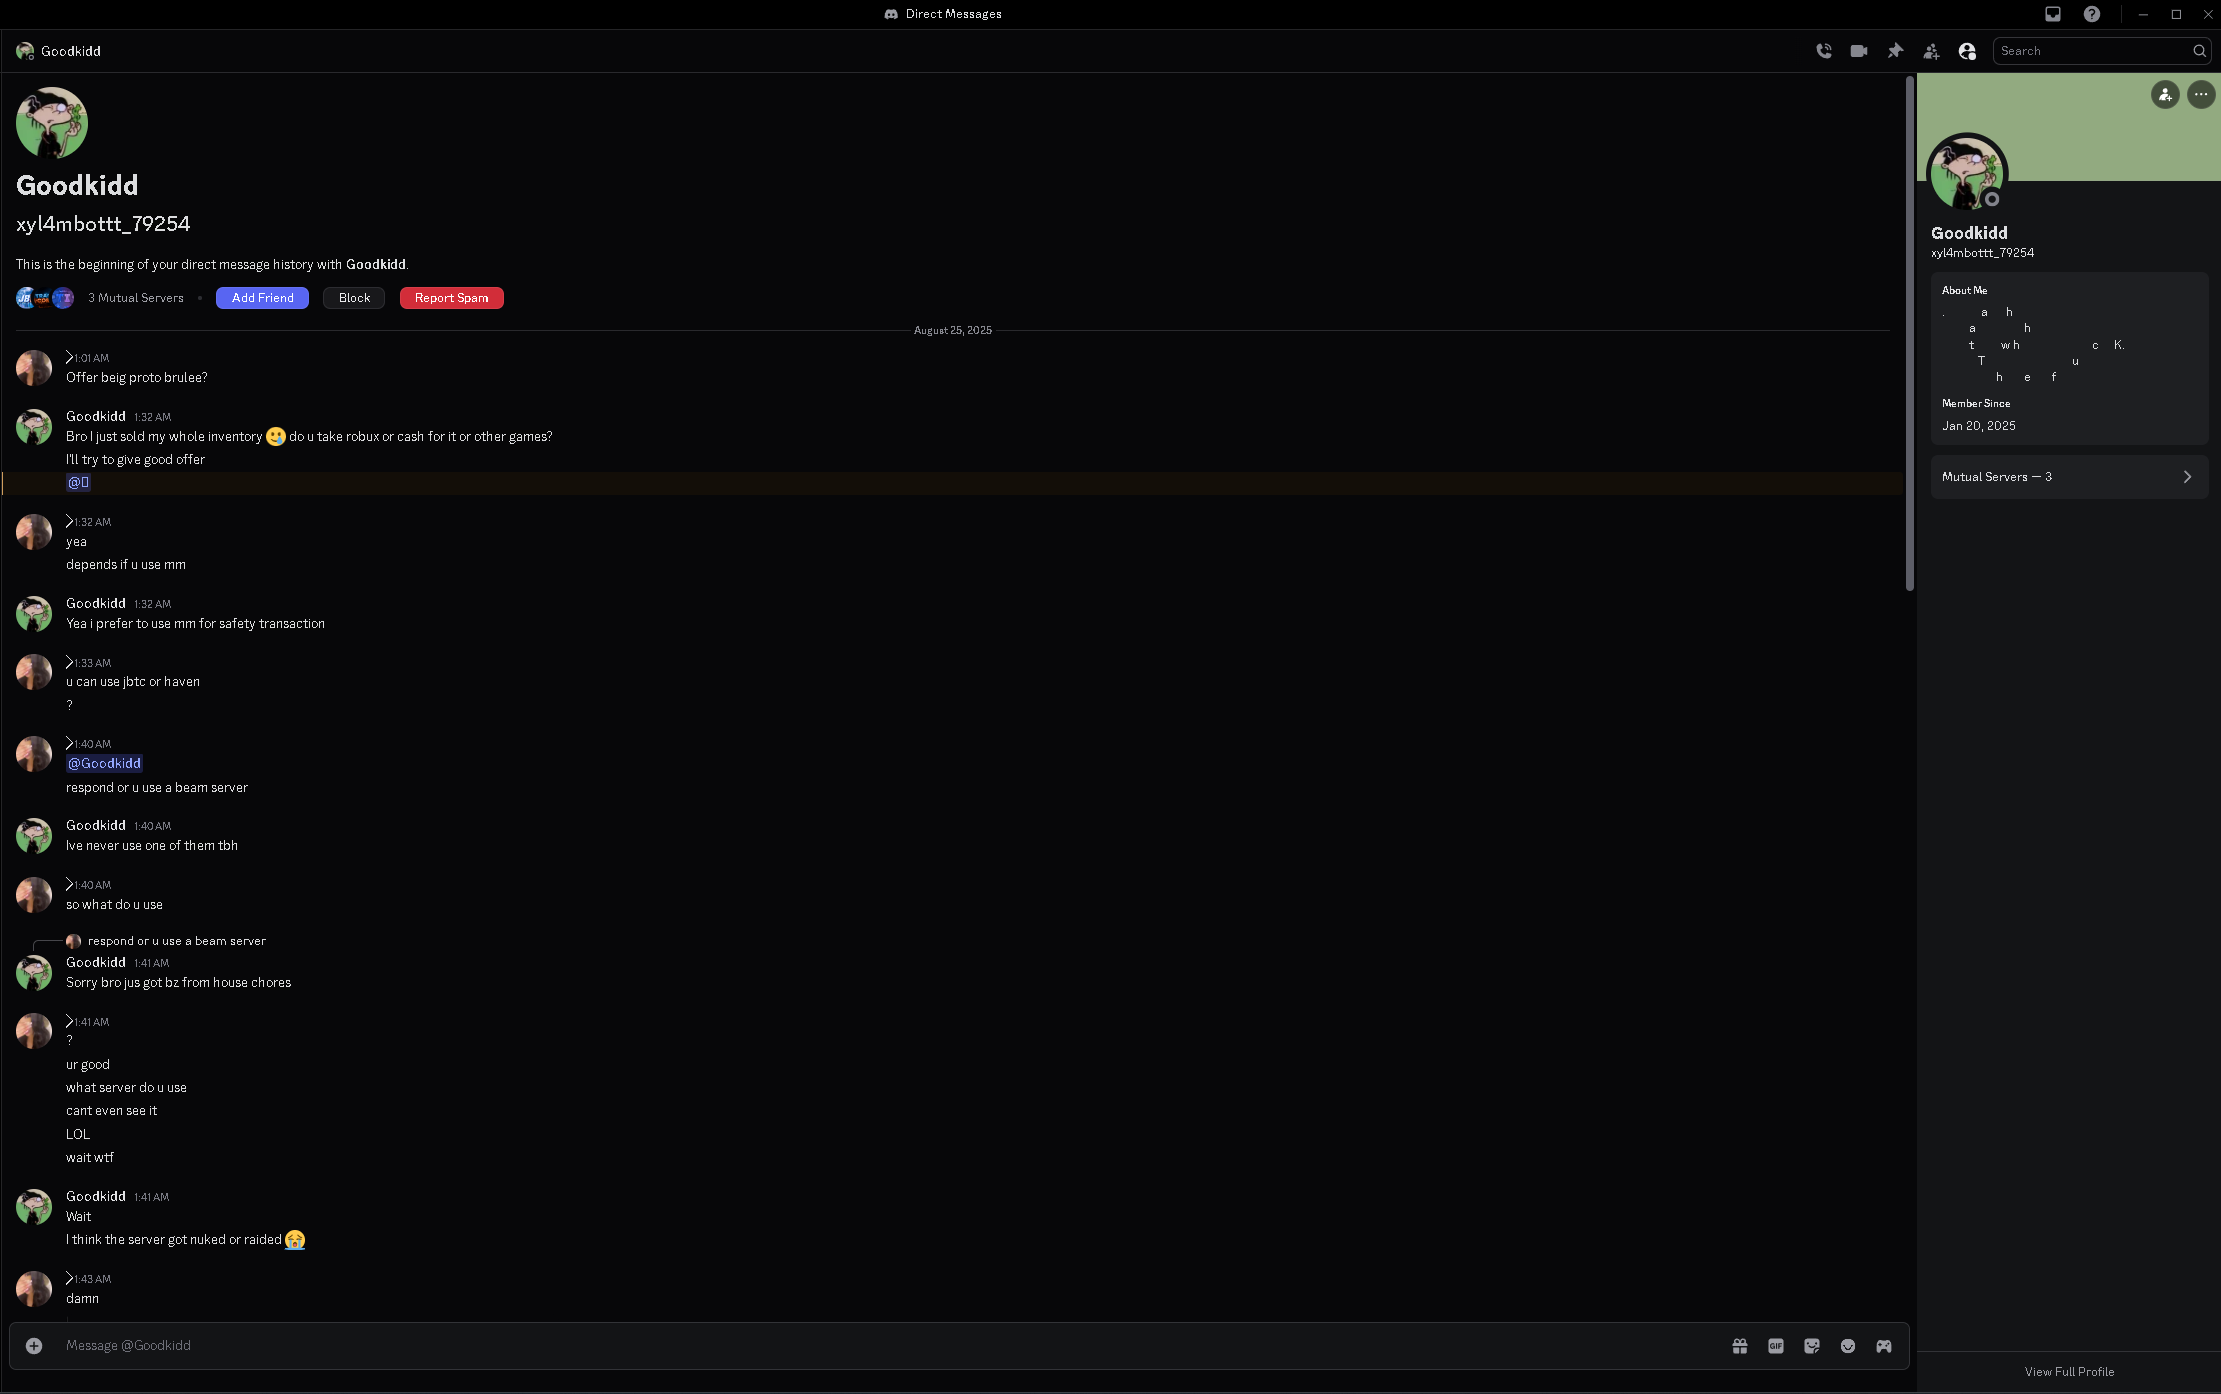 Direct Messages
Goodkidd
Search
Goodkidd
xyl4mbottt_79254
This is the beginning of your direct message history with Goodkidd.
3 Mutual Servers • Add Friend Block Report Spam
August 25, 2025
1:01 AM
Offer beig proto brulee?
Goodkidd 1:32 AM
Bro I just sold my whole inventory 🥲 do u take robux or cash for it or other games?
I'll try to give good offer
@▯
1:32 AM
yea
depends if u use mm
Goodkidd 1:32 AM
Yea i prefer to use mm for safety transaction
1:33 AM
u can use jbtc or haven
?
1:40 AM
@Goodkidd
respond or u use a beam server
Goodkidd 1:40 AM
Ive never use one of them tbh
1:40 AM
so what do u use
respond or u use a beam server
Goodkidd 1:41 AM
Sorry bro jus got bz from house chores
1:41 AM
?
ur good
what server do u use
cant even see it
LOL
wait wtf
Goodkidd 1:41 AM
Wait
I think the server got nuked or raided 😭
1:43 AM
damn
Message @Goodkidd
GIF
Goodkidd
xyl4mbottt_79254
About Me
. a h
a h
t w h c K.
T u
h e f
Member Since
Jan 20, 2025
Mutual Servers — 3
View Full Profile